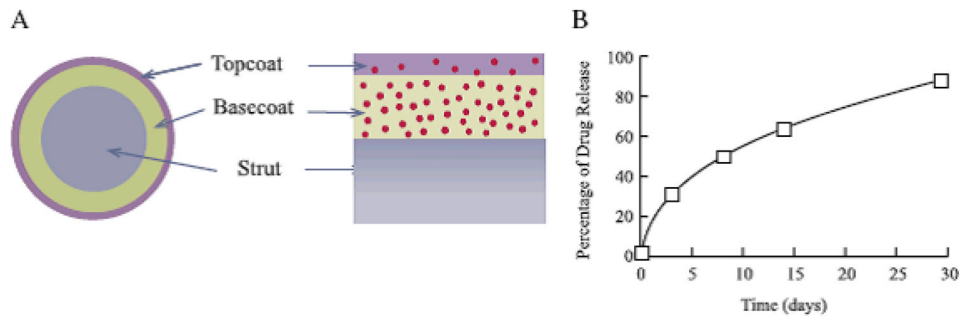 A
Topcoat
Basecoat
Strut
B
Percentage of Drug Release
100
80
60
40
20
0
0 5 10 15 20 25 30
Time (days)